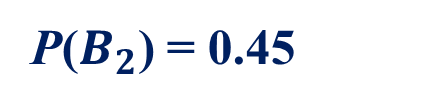 P(B₂) = 0.45